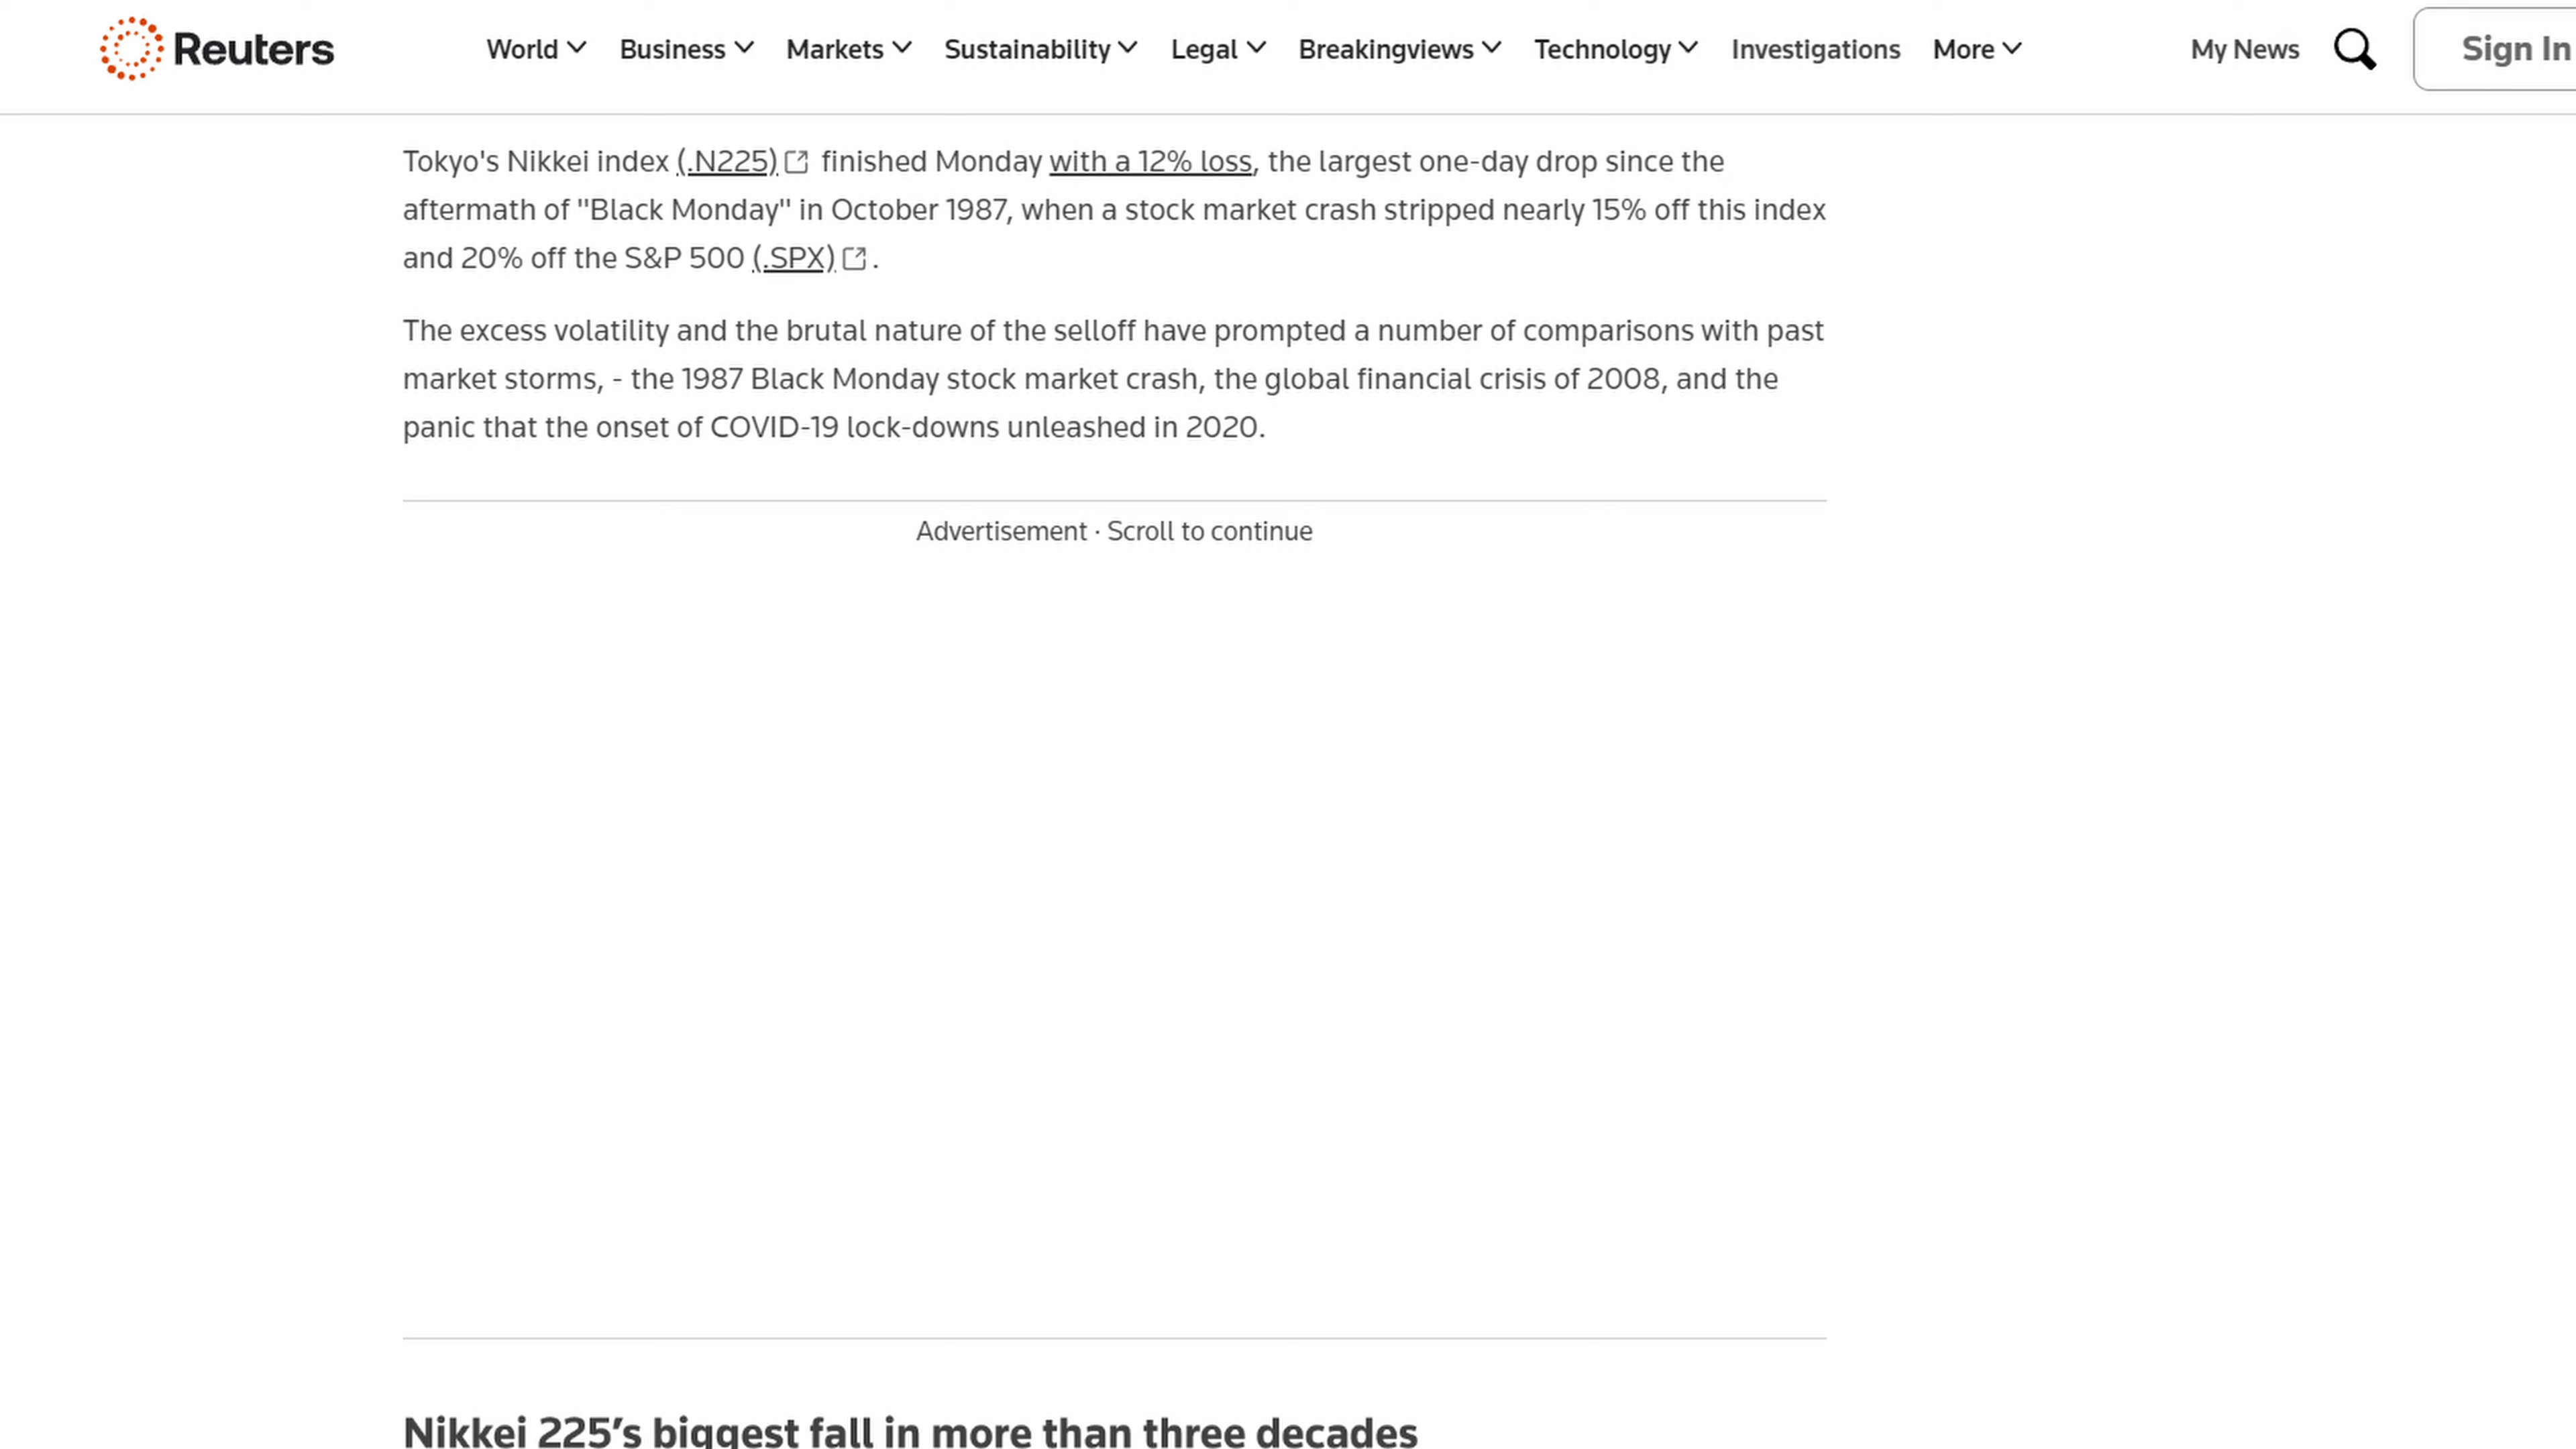 Reuters
World Business Markets Sustainability Legal Breakingviews Technology Investigations More My News Sign In
Tokyo's Nikkei index (.N225) finished Monday with a 12% loss, the largest one-day drop since the
aftermath of "Black Monday" in October 1987, when a stock market crash stripped nearly 15% off this index
and 20% off the S&P 500 (.SPX) .
The excess volatility and the brutal nature of the selloff have prompted a number of comparisons with past
market storms, - the 1987 Black Monday stock market crash, the global financial crisis of 2008, and the
panic that the onset of COVID-19 lock-downs unleashed in 2020.
Advertisement · Scroll to continue
Nikkei 225’s biggest fall in more than three decades